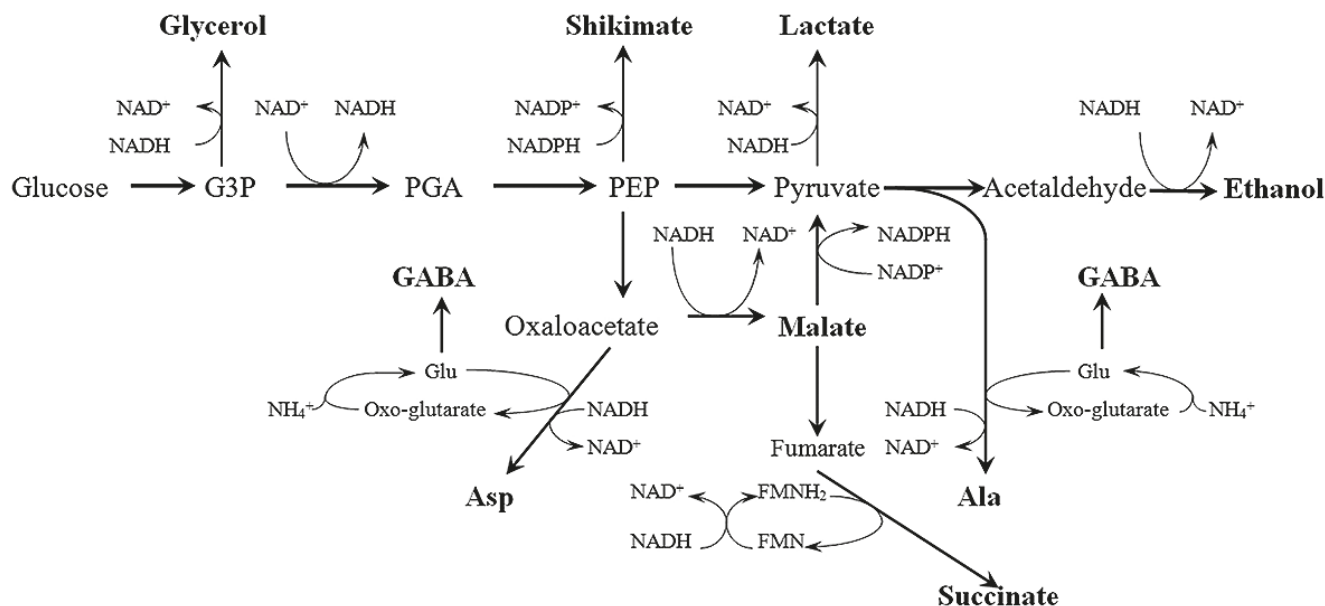 Glycerol Shikimate Lactate
NAD⁺ NAD⁺ NADH NADP⁺ NAD⁺ NADH NAD⁺
NADH NADPH NADH
Glucose G3P PGA PEP Pyruvate Acetaldehyde Ethanol
NADH NAD⁺ NADPH
GABA NADP⁺ GABA
Oxaloacetate Malate
Glu Glu
NH₄⁺ Oxo-glutarate NADH NADH Oxo-glutarate NH₄⁺
NAD⁺ Fumarate NAD⁺
Asp NAD⁺ FMNH₂ Ala
NADH FMN
Succinate